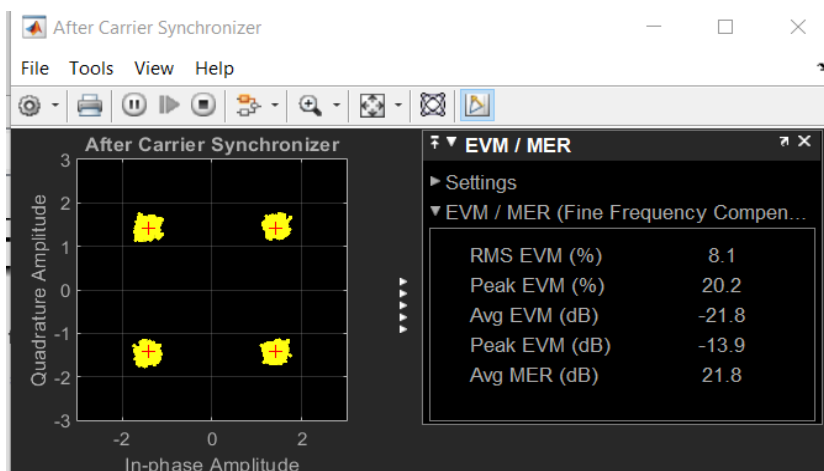 After Carrier Synchronizer
File Tools View Help
After Carrier Synchronizer
3
2
1
0
-1
-2
-3
Quadrature Amplitude
-2 0 2
In-phase Amplitude
EVM / MER
Settings
EVM / MER (Fine Frequency Compen...
RMS EVM (%) 8.1
Peak EVM (%) 20.2
Avg EVM (dB) -21.8
Peak EVM (dB) -13.9
Avg MER (dB) 21.8